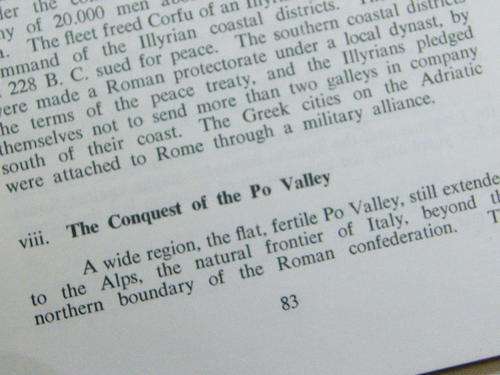 ny of 20.000 men
The fleet freed Corfu of an
mmand of the Illyrian coastal districts. The
228 B. C. sued for peace. The southern coastal districts
were made a Roman protectorate under a local dynast, by
the terms of the peace treaty, and the Illyrians pledged
themselves not to send more than two galleys in company
south of their coast. The Greek cities on the Adriatic
were attached to Rome through a military alliance.
viii. The Conquest of the Po Valley
A wide region, the flat, fertile Po Valley, still extende
to the Alps, the natural frontier of Italy, beyond th
northern boundary of the Roman confederation. Th
83